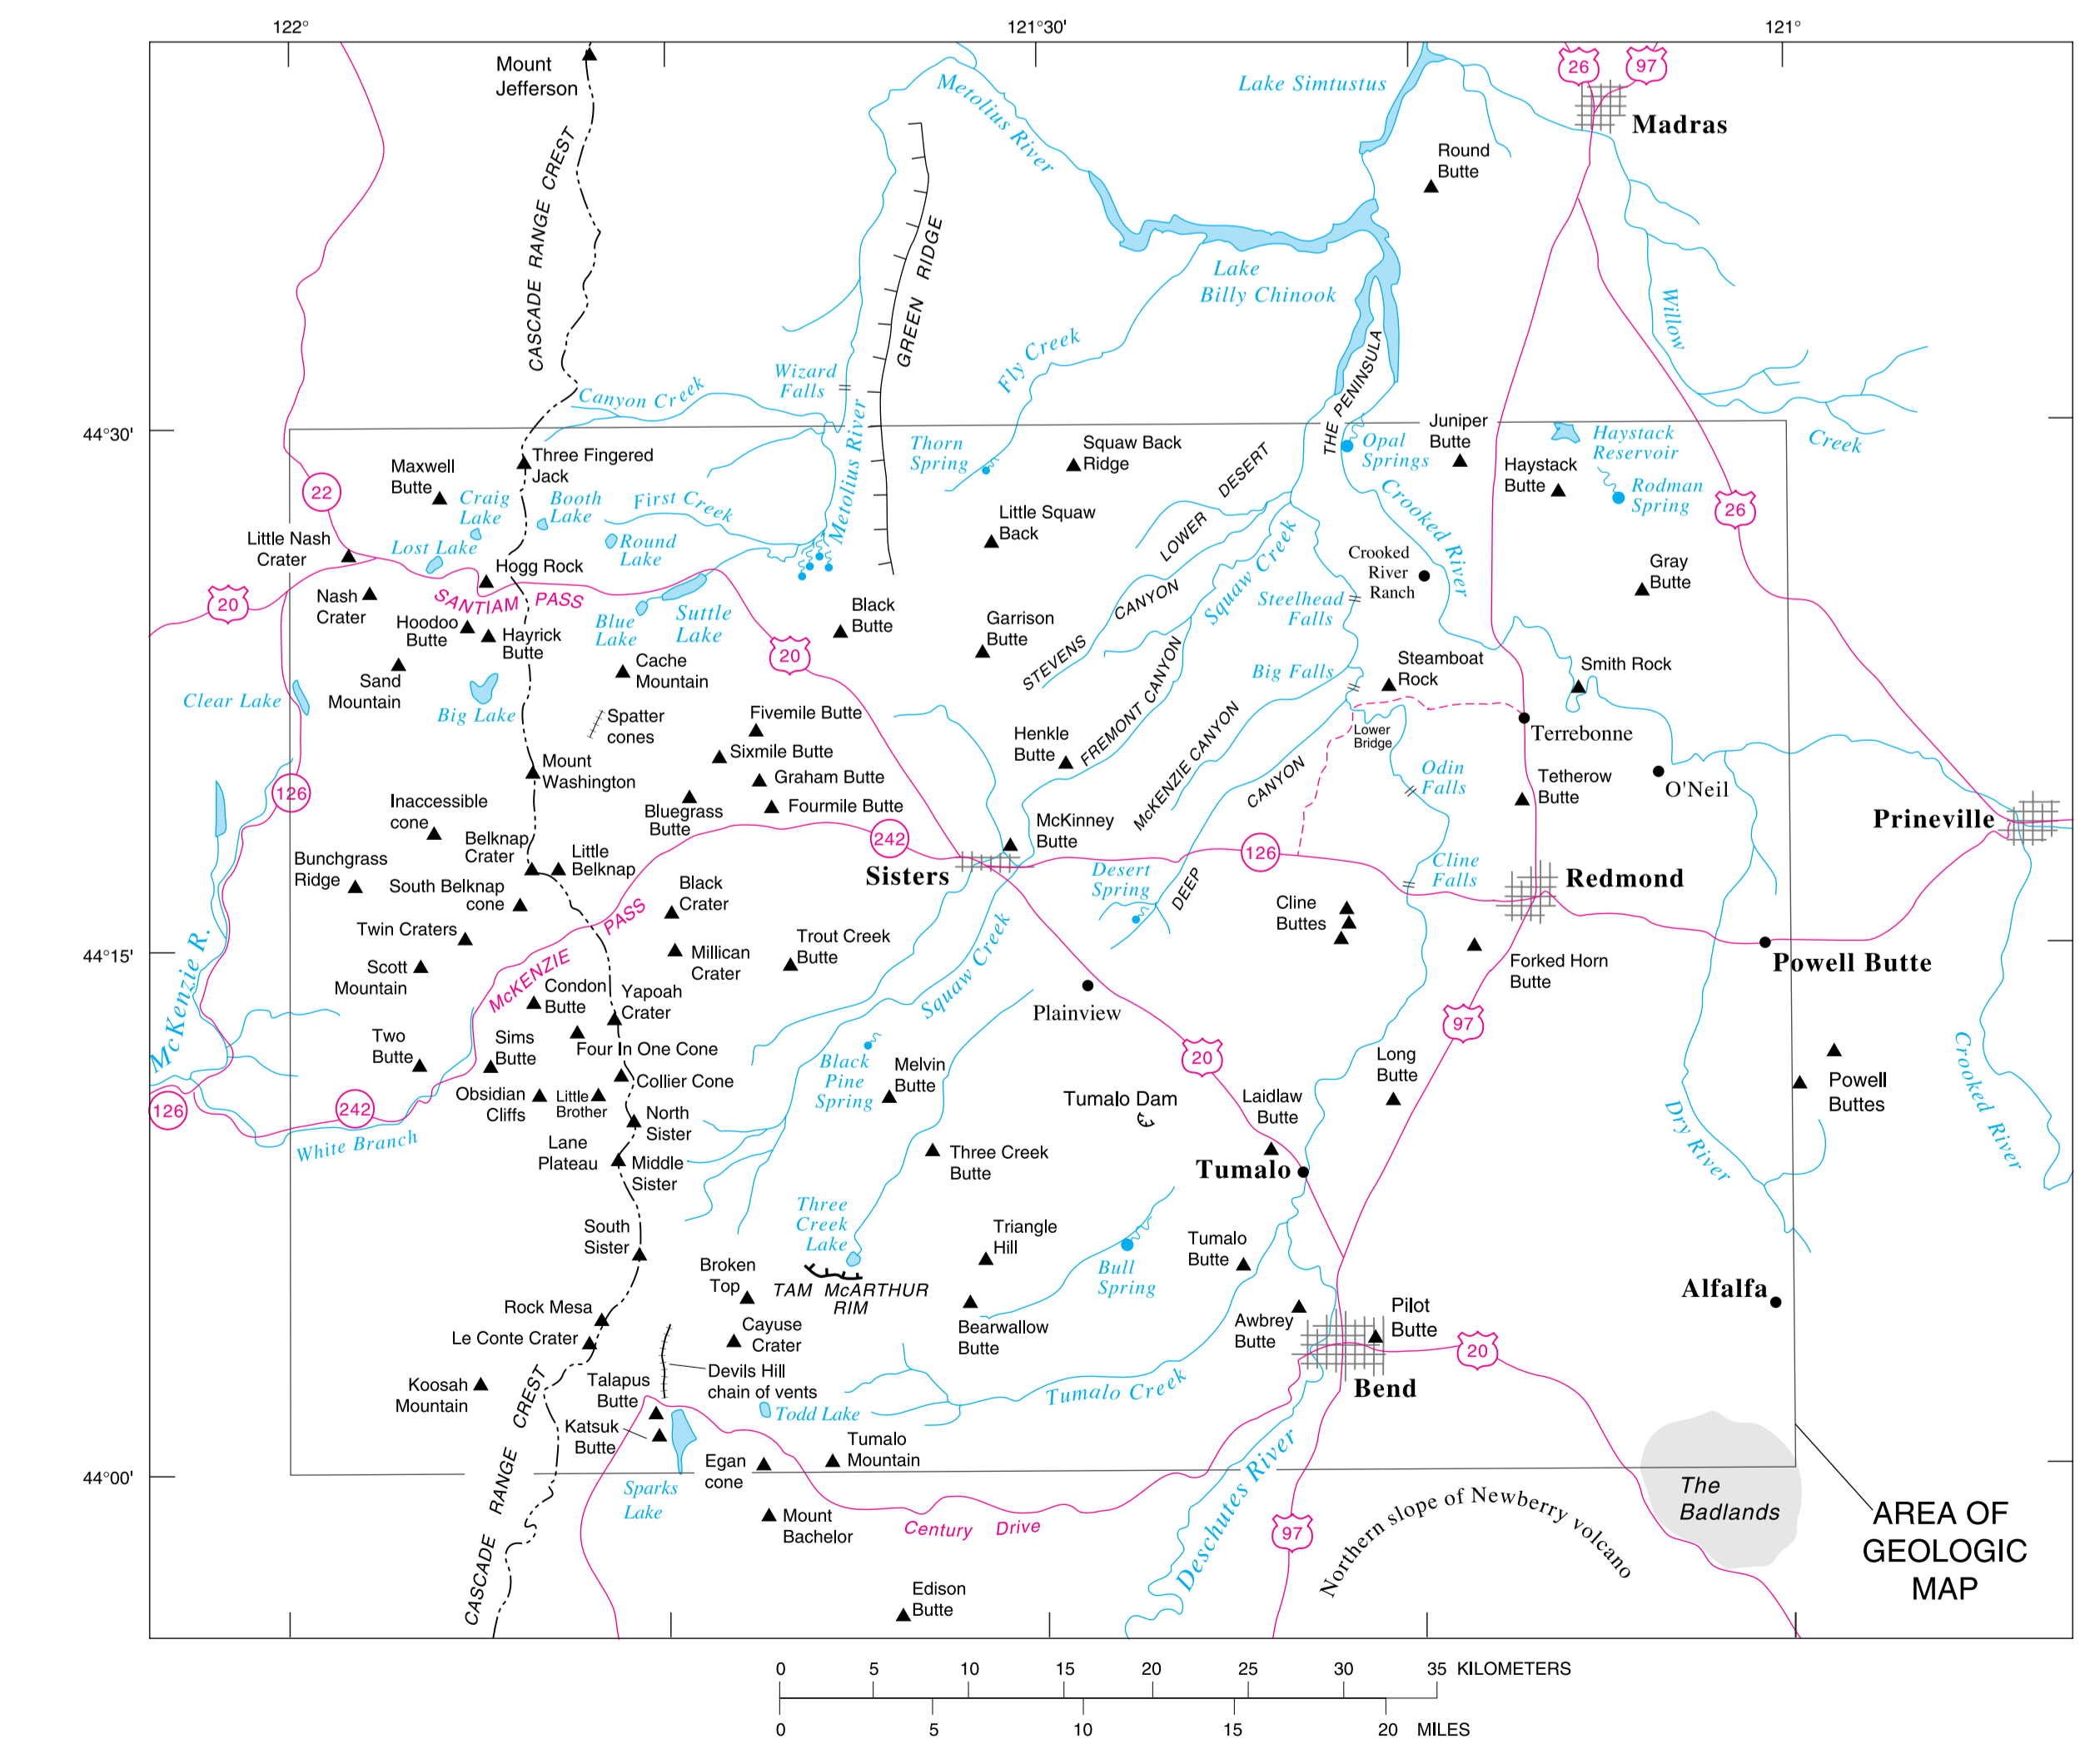 122°
121°30'
121°
Mount
Jefferson
CASCADE RANGE CREST
Metolius River
Lake Simtustus
26
97
Madras
Round
Butte
GREEN RIDGE
Lake
Billy Chinook
Willow
Creek
Fly Creek
THE PENINSULA
Wizard
Falls
Canyon Creek
Metolius River
44°30'
Three Fingered
Jack
Maxwell
Butte
22
Craig
Lake
Booth
Lake
First Creek
Round
Lake
Lost Lake
Little Nash
Crater
Hogg Rock
Thorn
Spring
Squaw Back
Ridge
Little Squaw
Back
LOWER DESERT
Opal
Springs
Juniper
Butte
Haystack
Butte
Haystack
Reservoir
Rodman
Spring
26
Crooked River
Crooked
River
Ranch
Gray
Butte
20
SANTIAM PASS
Nash
Crater
Hoodoo
Butte
Hayrick
Butte
Blue
Lake
Suttle
Lake
20
Black
Butte
Garrison
Butte
STEVENS CANYON
Squaw Creek
Steelhead
Falls
Sand
Mountain
Cache
Mountain
Clear Lake
Big Lake
Spatter
cones
Big Falls
Steamboat
Rock
Smith Rock
Fivemile Butte
Sixmile Butte
Graham Butte
Fourmile Butte
Bluegrass
Butte
Henkle
Butte
FREMONT CANYON
McKENZIE CANYON
DEEP CANYON
Lower
Bridge
Terrebonne
O'Neil
Odin
Falls
Tetherow
Butte
Prineville
Mount
Washington
126
Inaccessible
cone
Belknap
Crater
Little
Belknap
Bunchgrass
Ridge
South Belknap
cone
242
Sisters
McKinney
Butte
126
Desert
Spring
Cline
Falls
Redmond
Cline
Buttes
Forked Horn
Butte
Powell Butte
Black
Crater
Twin Craters
McKENZIE PASS
Millican
Crater
Trout Creek
Butte
44°15'
Scott
Mountain
Condon
Butte
Yapoah
Crater
Squaw Creek
Plainview
McKenzie R.
Two
Butte
Sims
Butte
Four In One Cone
Black
Pine
Spring
Melvin
Butte
20
97
Long
Butte
Powell
Buttes
Dry River
Crooked River
126
242
White Branch
Obsidian
Cliffs
Little
Brother
Collier Cone
North
Sister
Lane
Plateau
Middle
Sister
Tumalo Dam
Laidlaw
Butte
Tumalo
Three Creek
Butte
Three
Creek
Lake
South
Sister
Triangle
Hill
Bull
Spring
Tumalo
Butte
Broken
Top
TAM McARTHUR
RIM
Alfalfa
Rock Mesa
Le Conte Crater
Cayuse
Crater
Bearwallow
Butte
Awbrey
Butte
Pilot
Butte
20
Bend
Koosah
Mountain
CASCADE RANGE CREST
Talapus
Butte
Devils Hill
chain of vents
Katsuk
Butte
Todd Lake
Tumalo Creek
Egan
cone
Tumalo
Mountain
44°00'
Sparks
Lake
Mount
Bachelor
Century Drive
Deschutes River
97
Northern slope of Newberry volcano
The
Badlands
AREA OF
GEOLOGIC
MAP
Edison
Butte
0 5 10 15 20 25 30 35 KILOMETERS
0 5 10 15 20 MILES